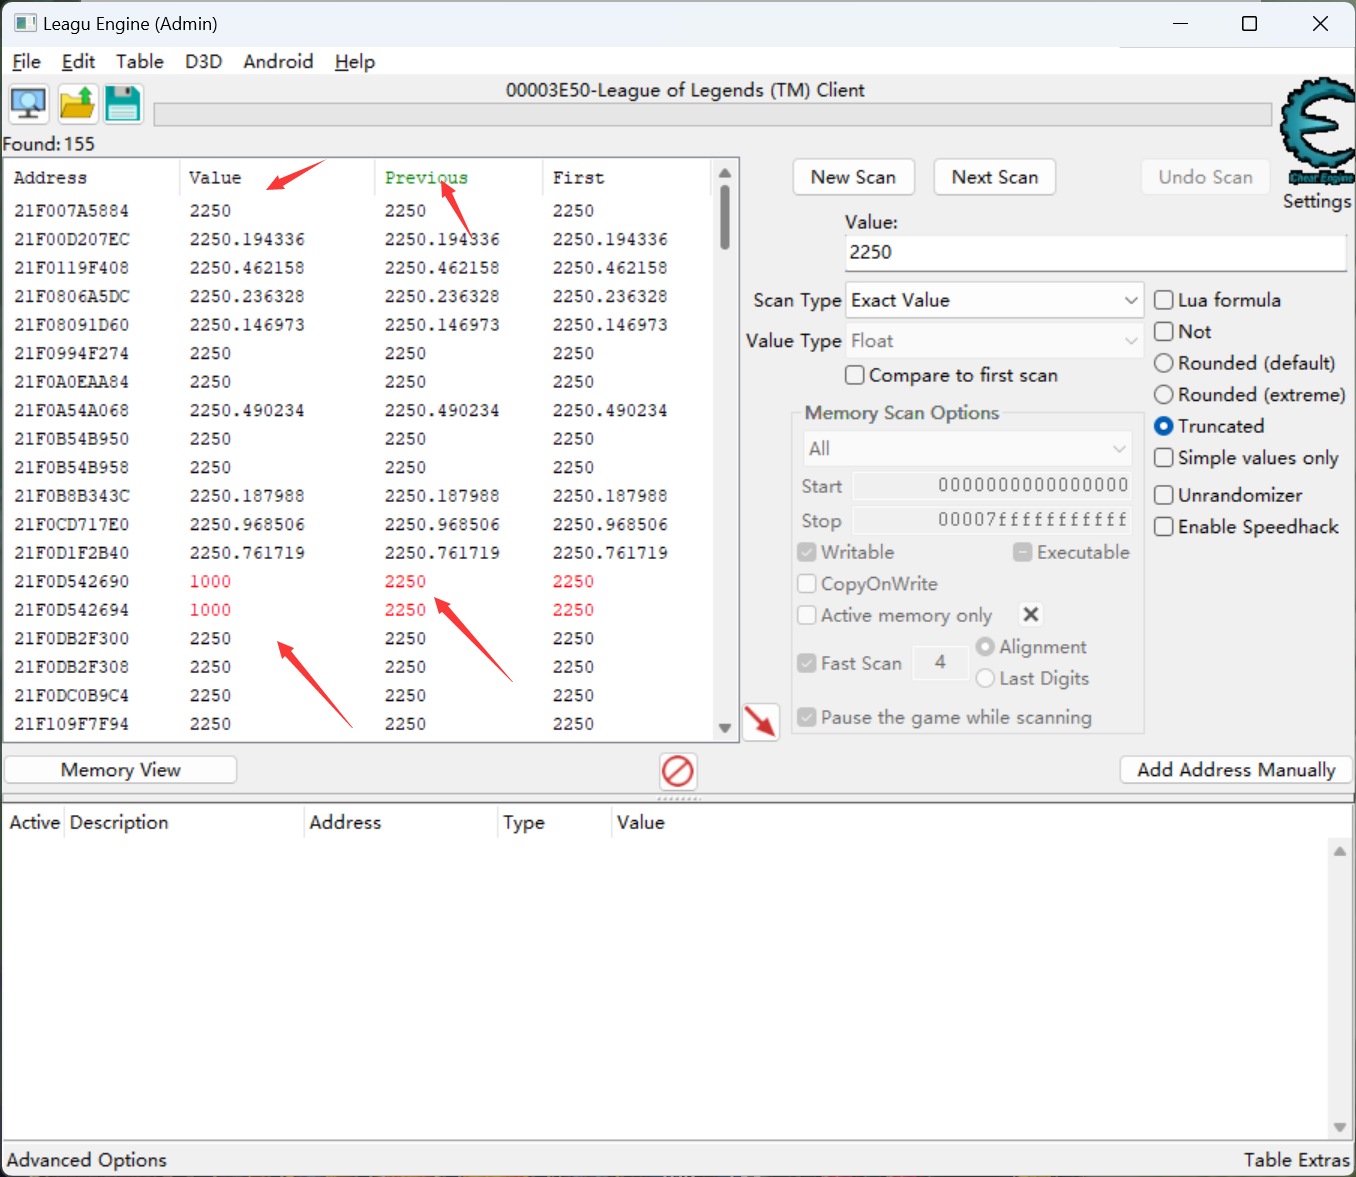 Leagu Engine (Admin)
File Edit Table D3D Android Help
00003E50-League of Legends (TM) Client
Found: 155
Cheat Engine
Settings
Address Value Previous First
21F007A5884 2250 2250 2250
21F00D207EC 2250.194336 2250.194336 2250.194336
21F0119F408 2250.462158 2250.462158 2250.462158
21F0806A5DC 2250.236328 2250.236328 2250.236328
21F08091D60 2250.146973 2250.146973 2250.146973
21F0994F274 2250 2250 2250
21F0A0EAA84 2250 2250 2250
21F0A54A068 2250.490234 2250.490234 2250.490234
21F0B54B950 2250 2250 2250
21F0B54B958 2250 2250 2250
21F0B8B343C 2250.187988 2250.187988 2250.187988
21F0CD717E0 2250.968506 2250.968506 2250.968506
21F0D1F2B40 2250.761719 2250.761719 2250.761719
21F0D542690 1000 2250 2250
21F0D542694 1000 2250 2250
21F0DB2F300 2250 2250 2250
21F0DB2F308 2250 2250 2250
21F0DC0B9C4 2250 2250 2250
21F109F7F94 2250 2250 2250
New Scan Next Scan Undo Scan
Value:
2250
Scan Type Exact Value
Value Type Float
Compare to first scan
Lua formula
Not
Rounded (default)
Rounded (extreme)
Truncated
Simple values only
Unrandomizer
Enable Speedhack
Memory Scan Options
All
Start 0000000000000000
Stop 00007fffffffffff
Writable Executable
CopyOnWrite
Active memory only
Fast Scan 4 Alignment
Last Digits
Pause the game while scanning
Memory View Add Address Manually
Active Description Address Type Value
Advanced Options Table Extras